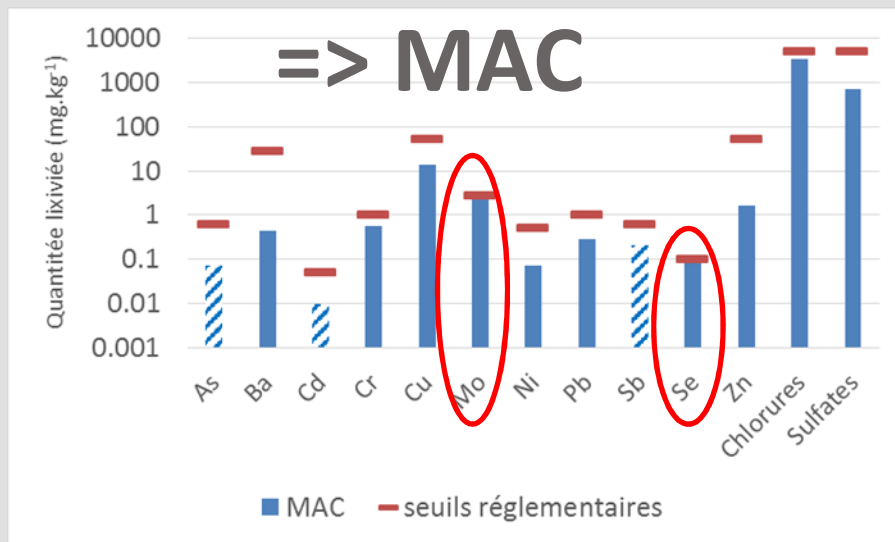 => MAC
Quantitée lixiviée (mg.kg-1)
10000
1000
100
10
1
0.1
0.01
0.001
As
Ba
Cd
Cr
Cu
Mo
Ni
Pb
Sb
Se
Zn
Chlorures
Sulfates
MAC
seuils réglementaires